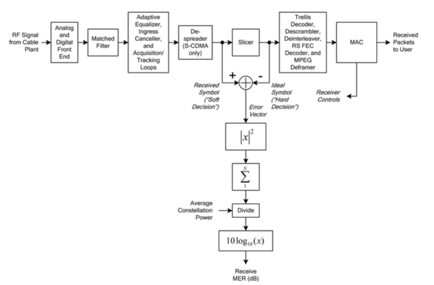 RF Signal
from Cable
Plant
Analog
and
Digital
Front
End
Matched
Filter
Adaptive
Equalizer,
Ingress
Canceller,
and
Acquisition/
Tracking
Loops
De-
spreader
(S-CDMA
only)
Slicer
Trellis
Decoder,
Descrambler,
Deinterleaver,
RS FEC
Decoder, and
MPEG
Deframer
MAC
Received
Packets
to User
+
-
Received
Symbol
("Soft
Decision")
Ideal
Symbol
("Hard
Decision")
Error
Vector
Receiver
Controls
|x|²
N
∑
1
Average
Constellation
Power
Divide
10 log₁₀(x)
Receive
MER (dB)